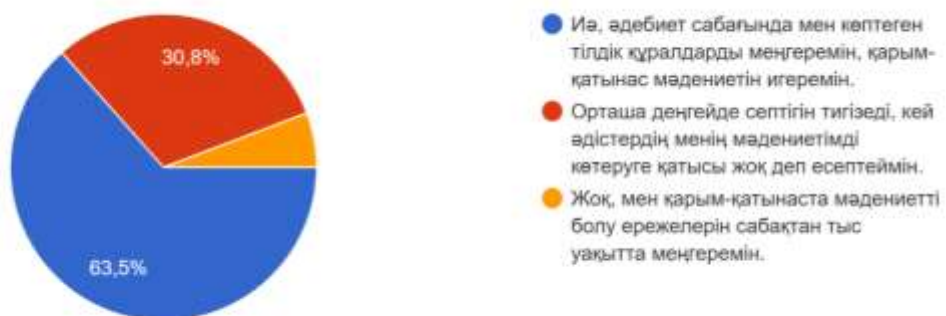 30,8%
63,5%
Иә, әдебиет сабағында мен көптеген
тілдік құралдарды меңгеремін, қарым-
қатынас мәдениетін игеремін.
Орташа деңгейде септігін тигізеді, кей
әдістердің менің мәдениетімді
көтеруге қатысы жоқ деп есептеймін.
Жоқ, мен қарым-қатынаста мәдениетті
болу ережелерін сабақтан тыс
уақытта меңгеремін.